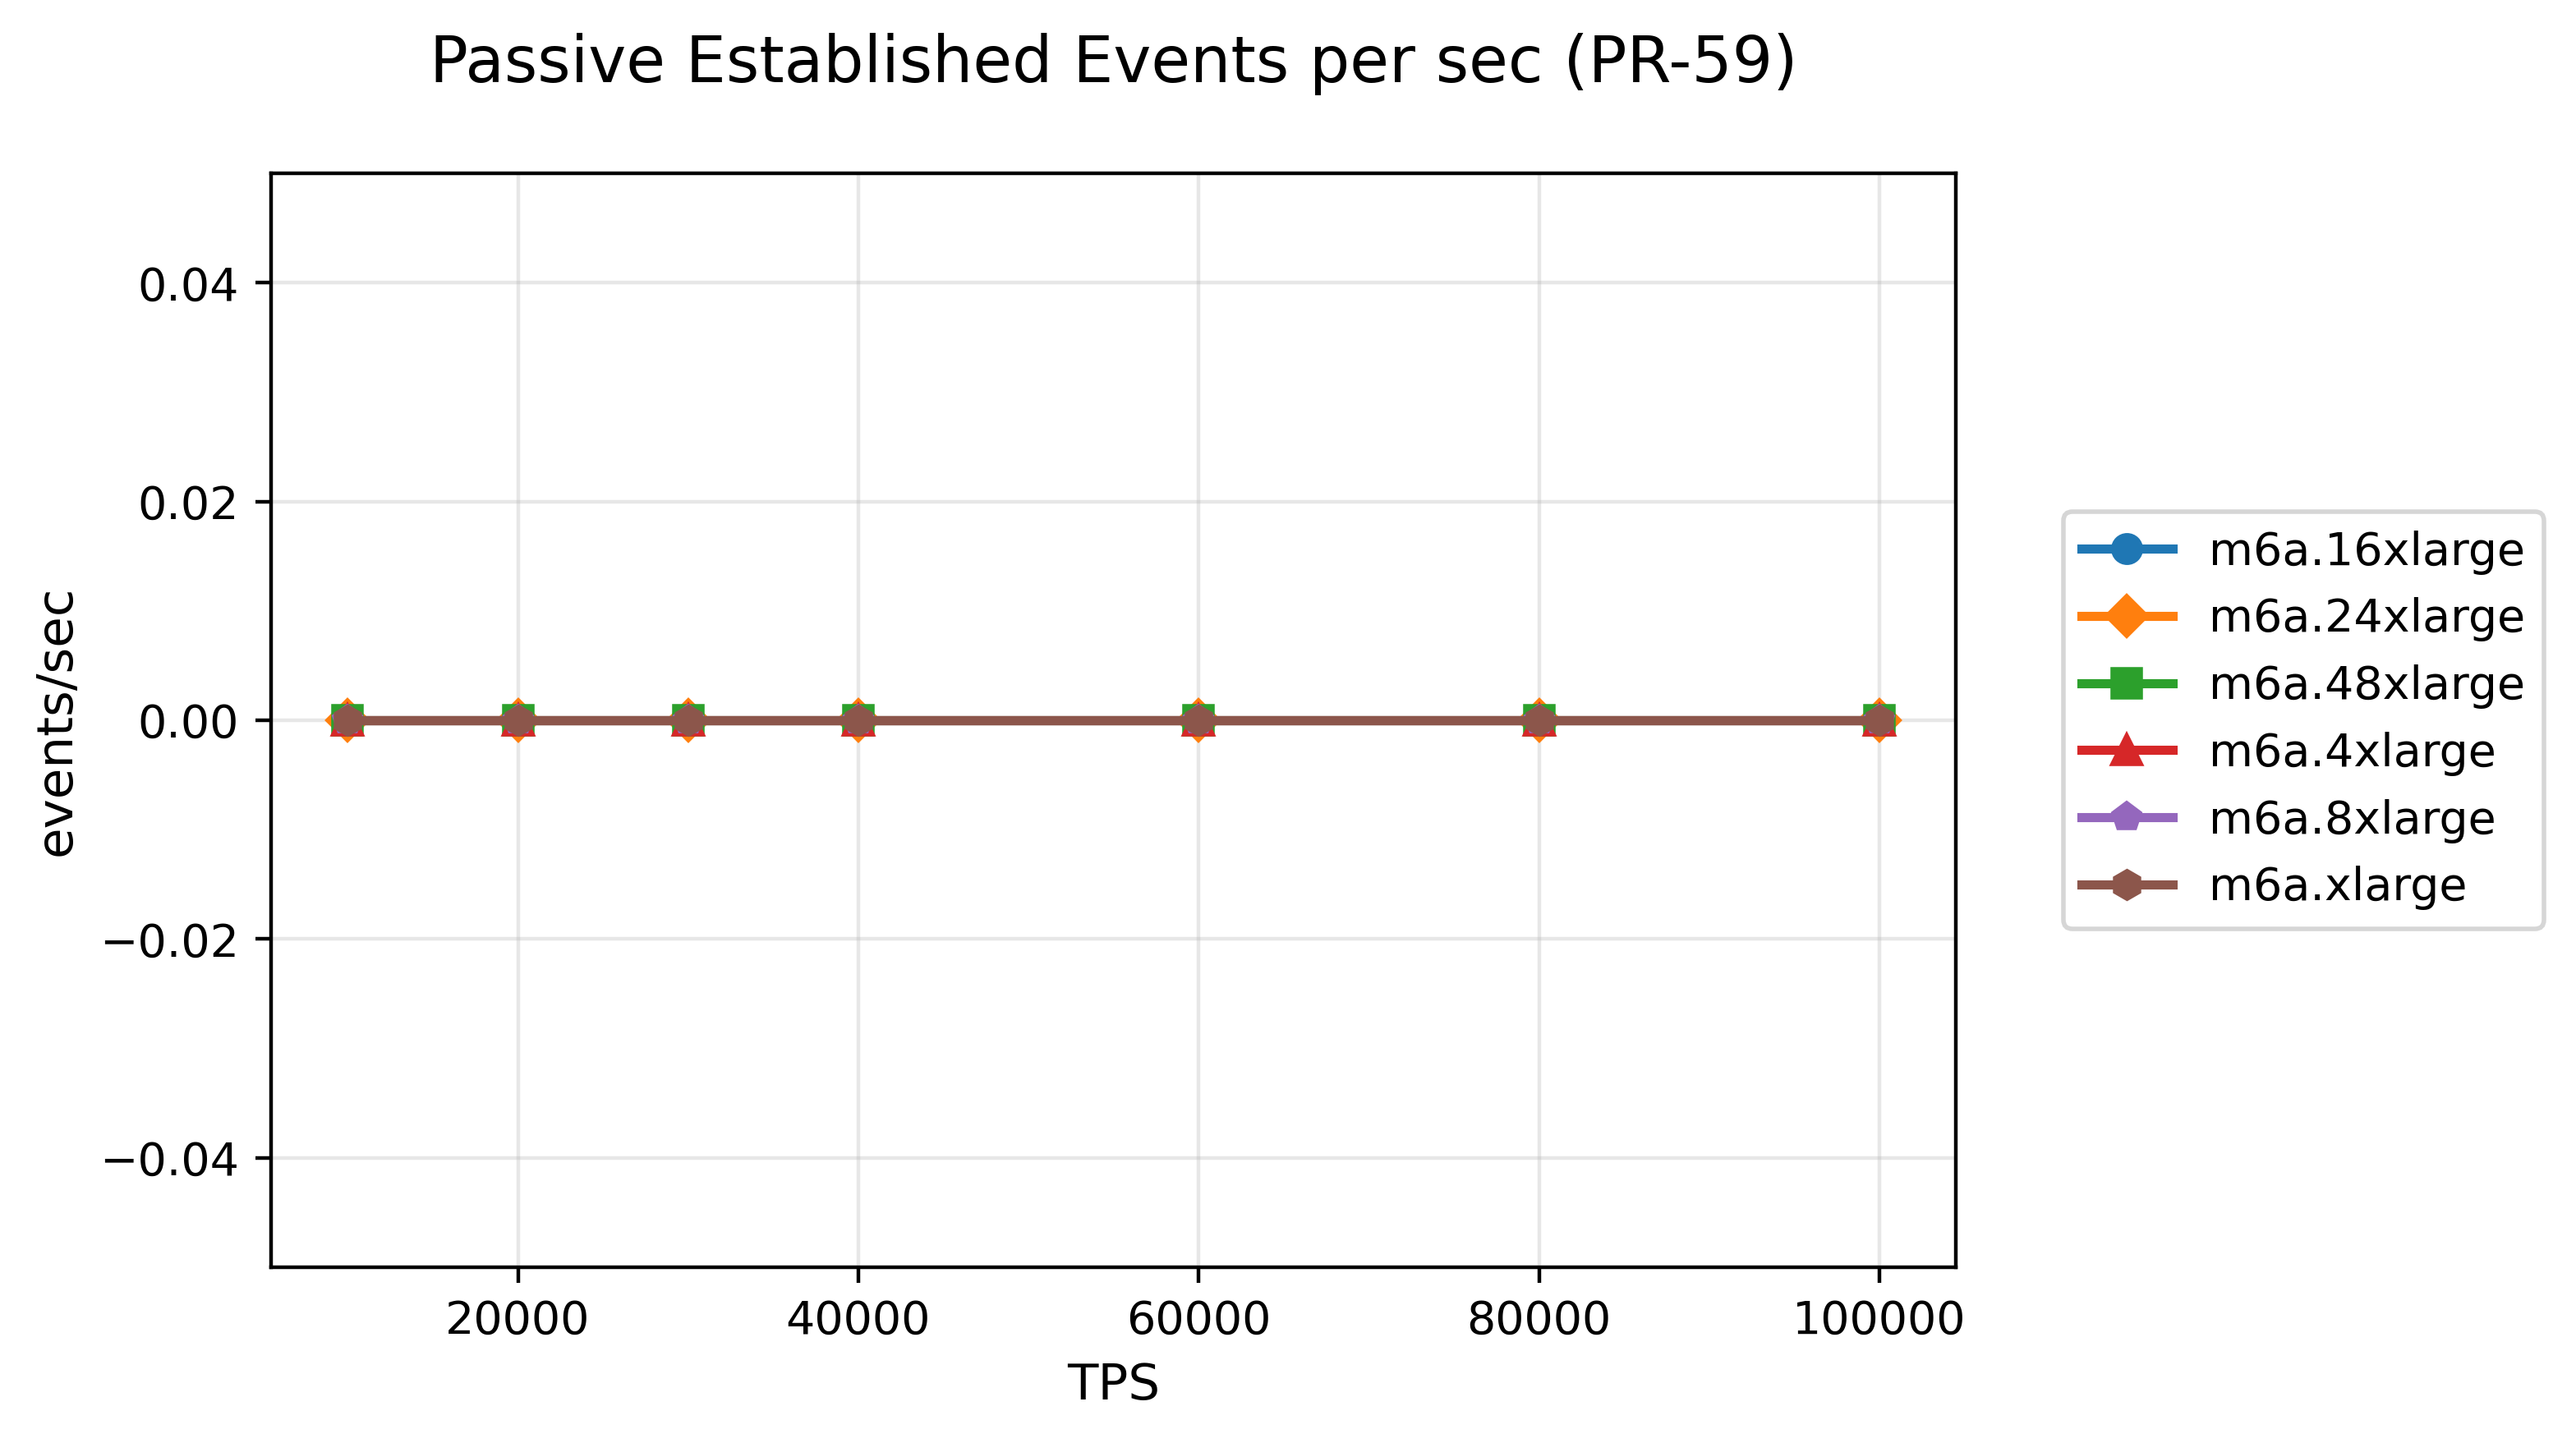 Passive Established Events per sec (PR-59)
0.04
0.02
0.00
−0.02
−0.04
events/sec
20000 40000 60000 80000 100000
TPS
m6a.16xlarge
m6a.24xlarge
m6a.48xlarge
m6a.4xlarge
m6a.8xlarge
m6a.xlarge